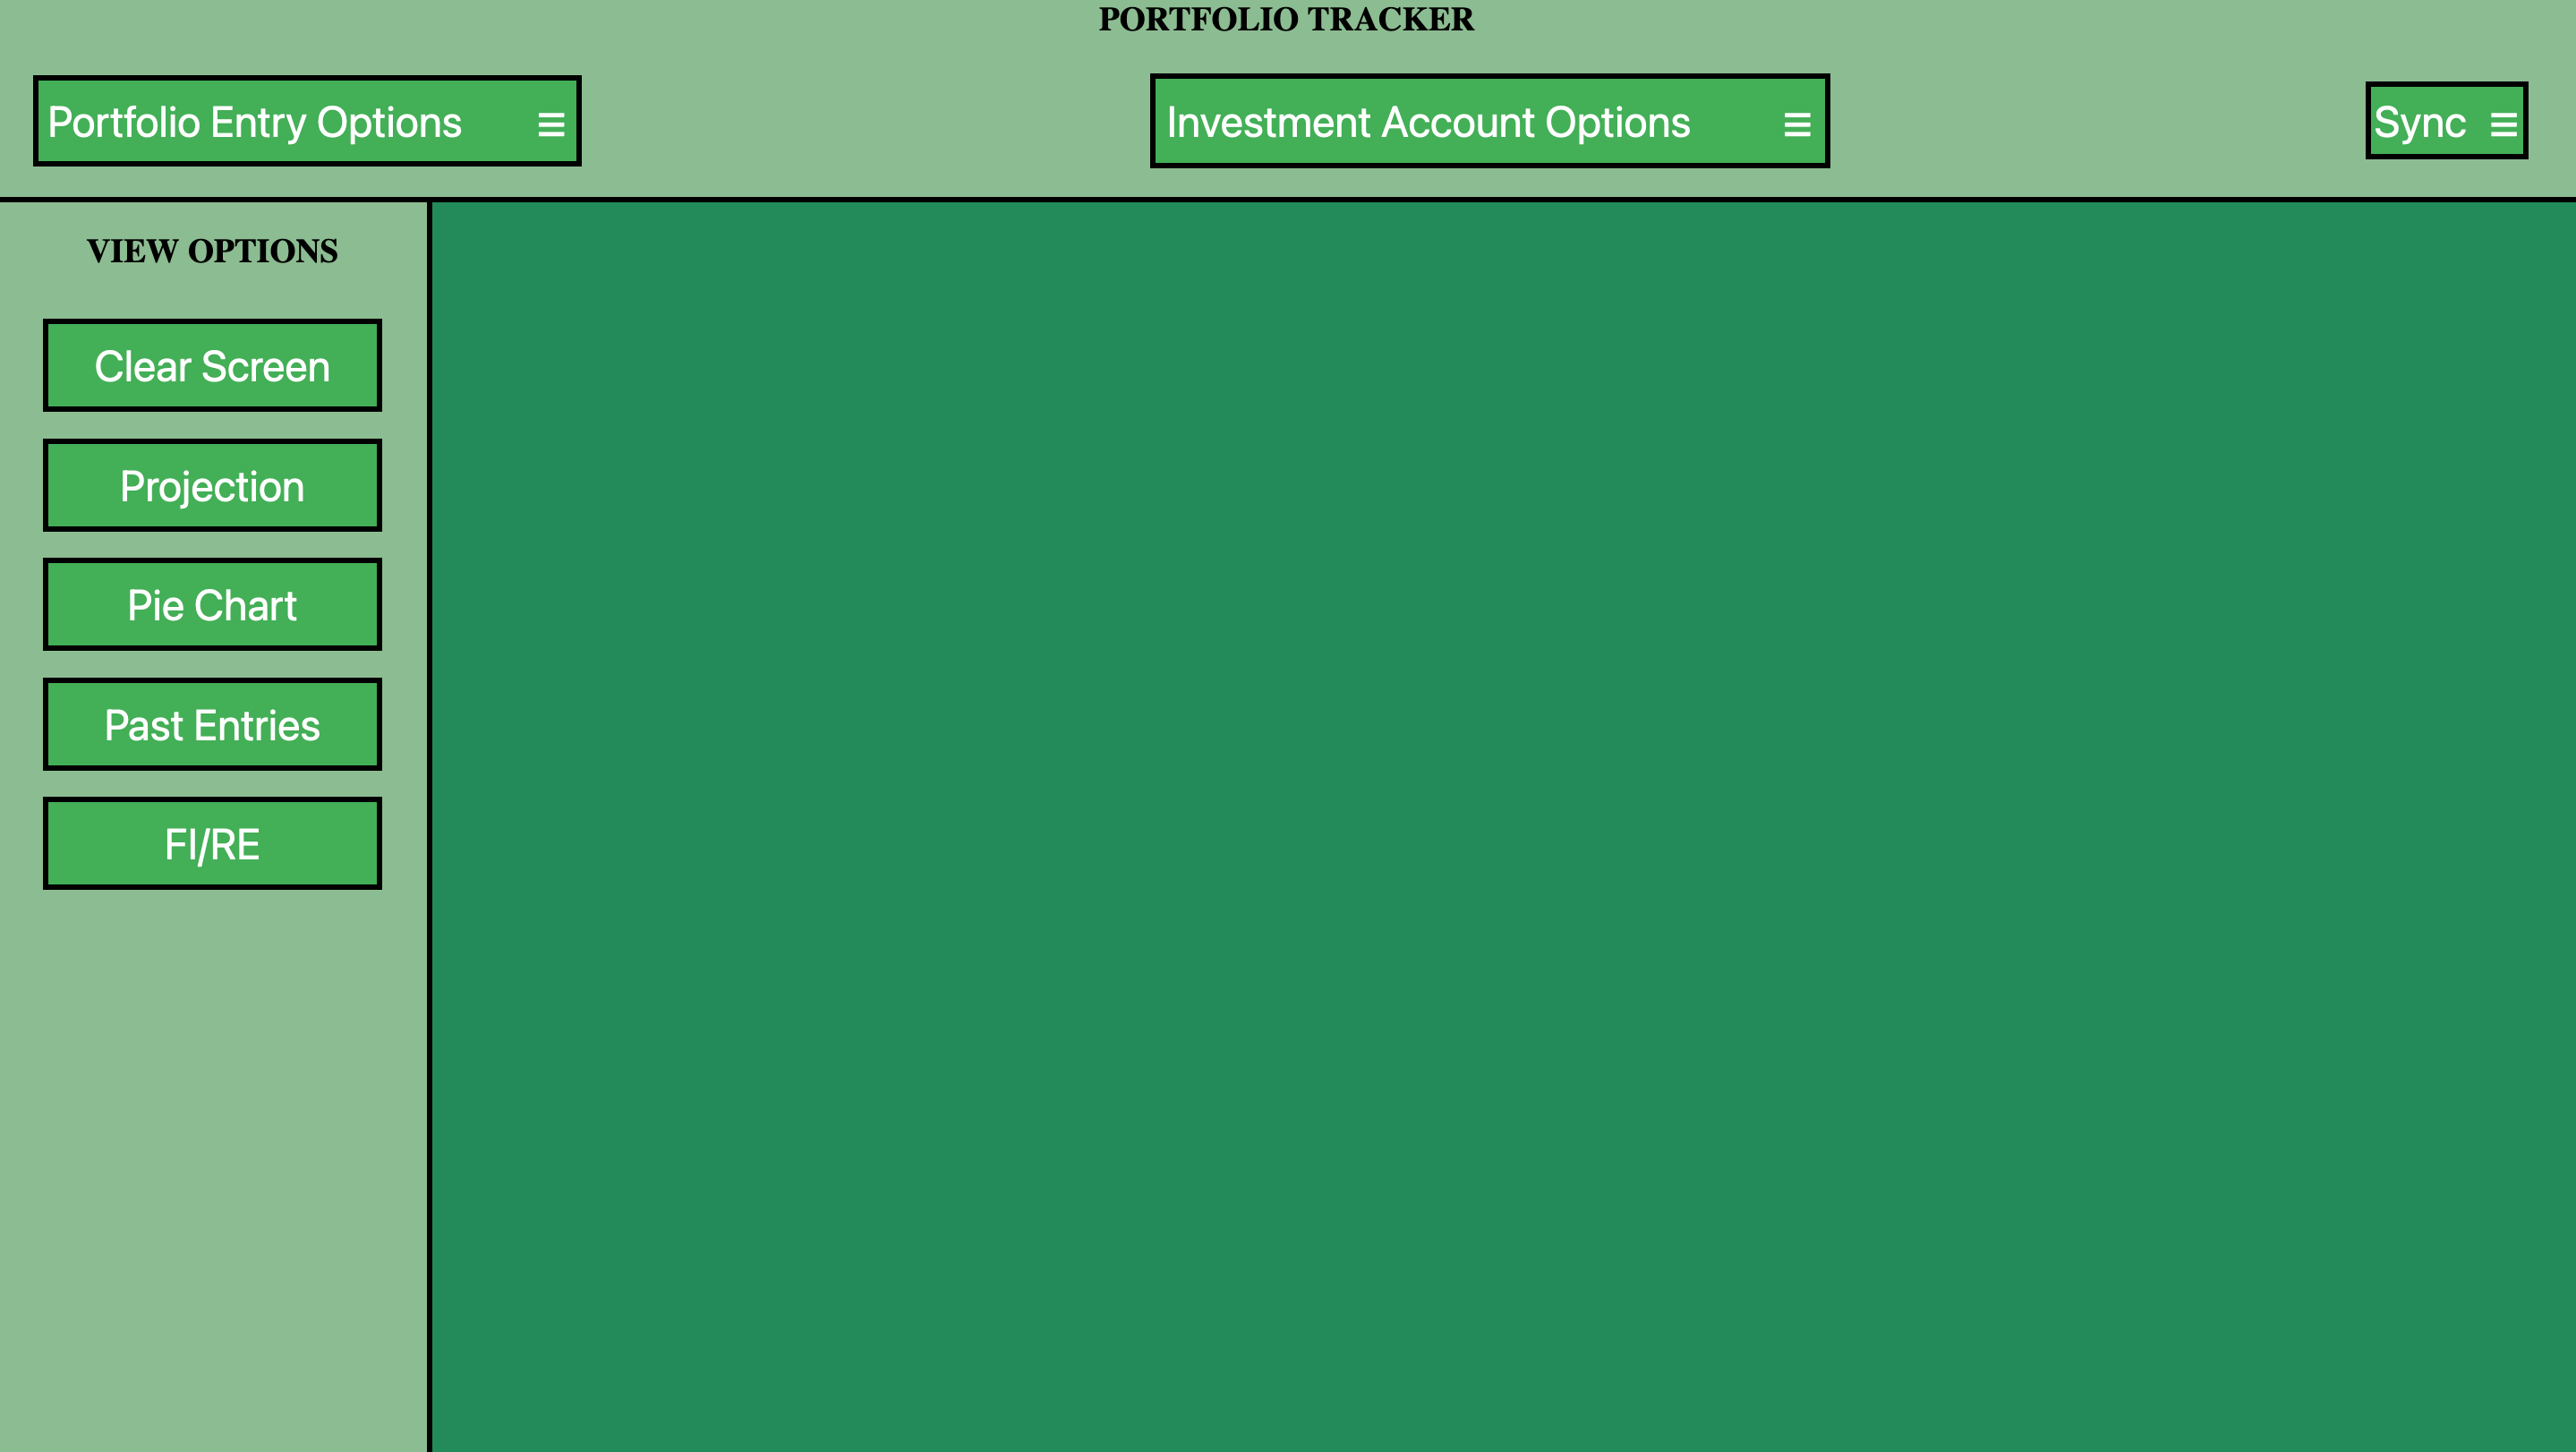 PORTFOLIO TRACKER
Portfolio Entry Options
Investment Account Options
Sync
VIEW OPTIONS
Clear Screen
Projection
Pie Chart
Past Entries
FI/RE